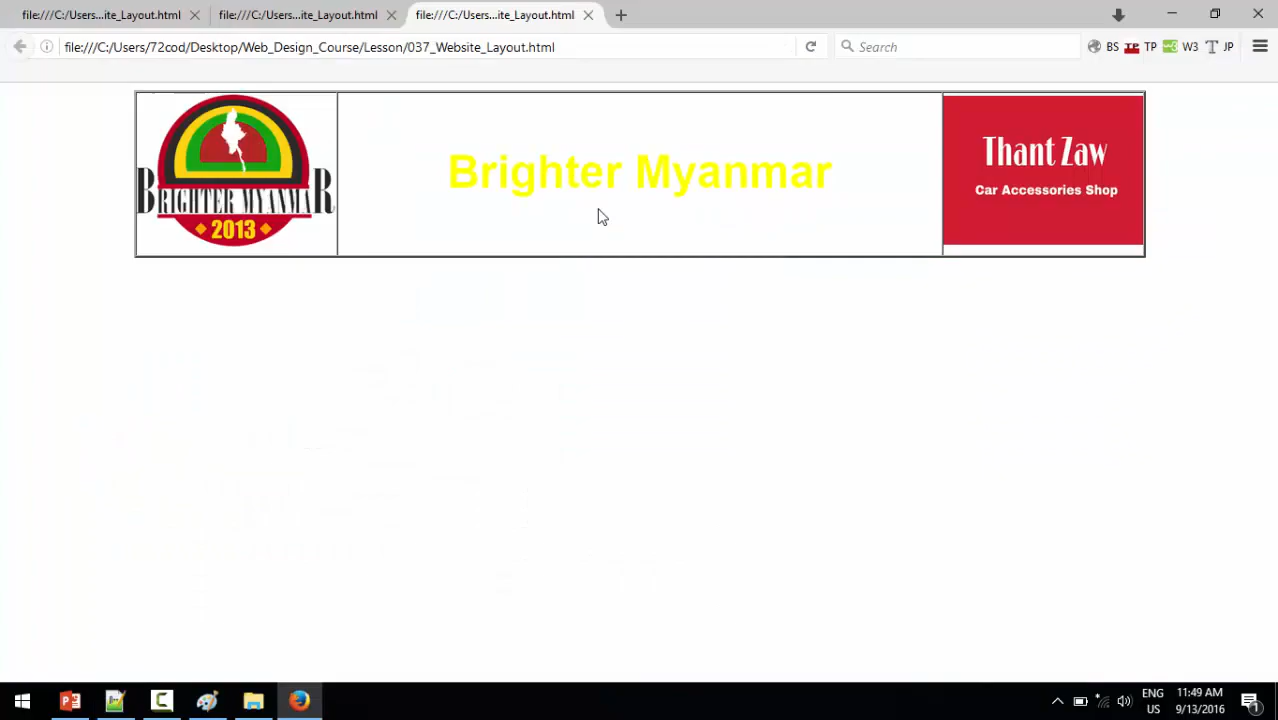 file:///C:/Users...ite_Layout.html
file:///C:/Users...ite_Layout.html
file:///C:/Users...ite_Layout.html
file:///C:/Users/72cod/Desktop/Web_Design_Course/Lesson/037_Website_Layout.html
Search
BS
TP
TP
W3
JP
BRIGHTER MYANMAR
2013
Brighter Myanmar
Thant Zaw
Car Accessories Shop
ENG
US
11:49 AM
9/13/2016
1